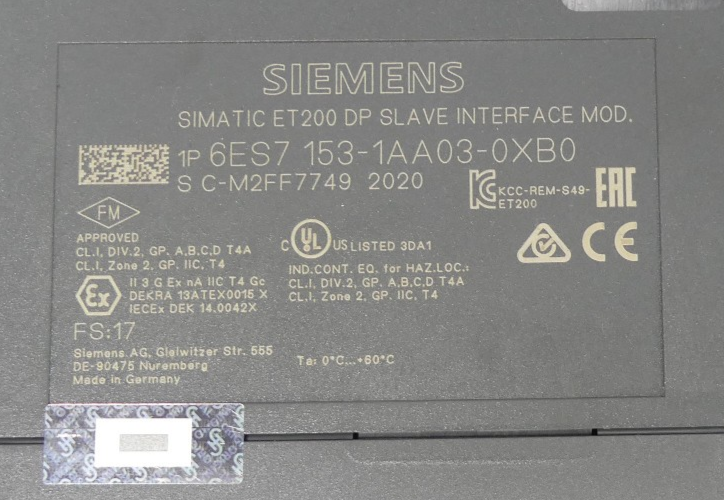 SIEMENS
SIMATIC ET200 DP SLAVE INTERFACE MOD.
1P 6ES7 153-1AA03-0XB0
S C-M2FF7749 2020
KCC-REM-S49-
ET200
EAC
FM
APPROVED
CL.I, DIV.2, GP. A,B,C,D T4A
CL.I, Zone 2, GP. IIC, T4
C UL US LISTED 3DA1
IND.CONT. EQ. for HAZ.LOC.:
CL.I, DIV.2, GP. A,B,C,D T4A
CL.I, Zone 2, GP. IIC, T4
CE
Ex
II 3 G Ex nA IIC T4 Gc
DEKRA 13ATEX0015 X
IECEx DEK 14.0042X
FS:17
Siemens AG, Gleiwitzer Str. 555
DE-90475 Nuremberg
Made in Germany
Ta: 0°C...+60°C